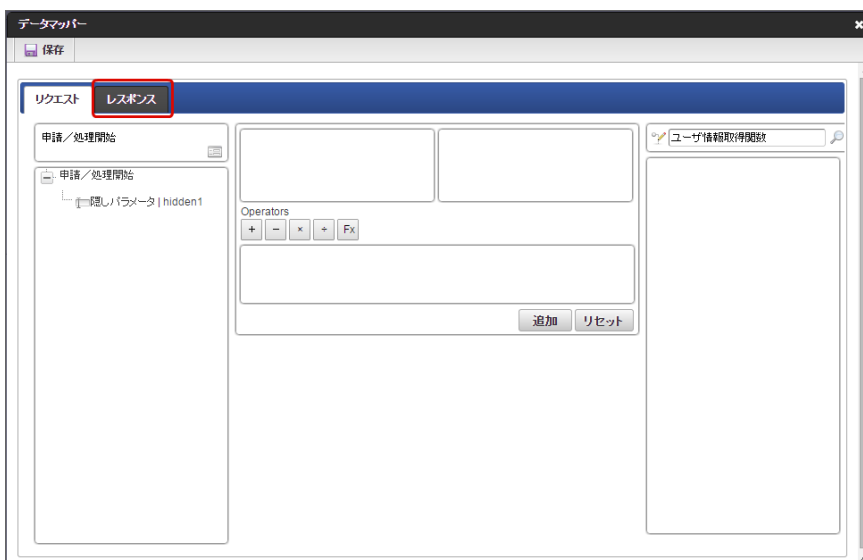 データマッパー
保存
リクエスト レスポンス
申請／処理開始
申請／処理開始
隠しパラメータ | hidden1
Operators
+ − × ÷ Fx
追加 リセット
ユーザ情報取得関数